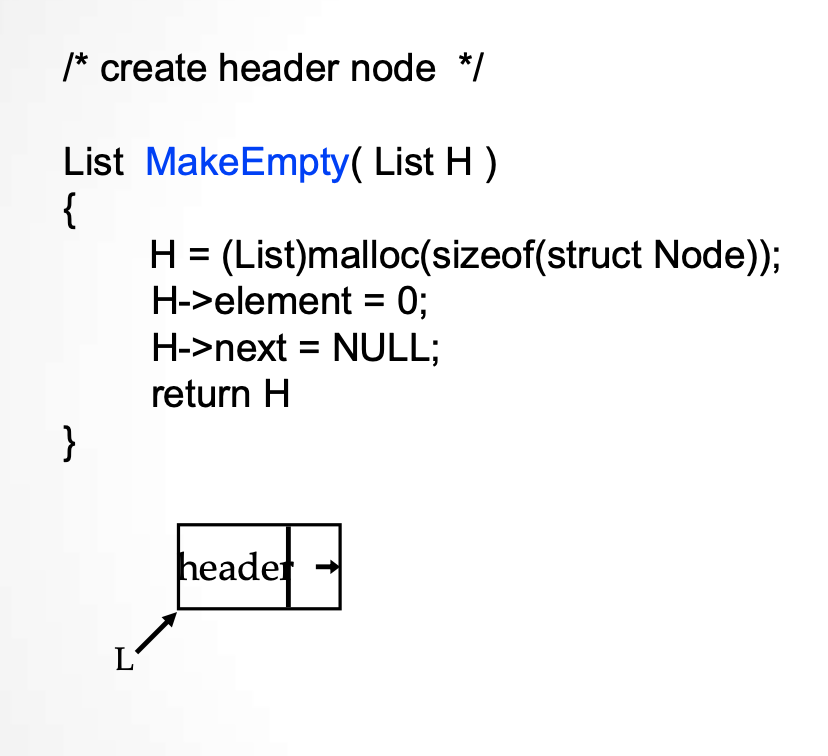 /* create header node  */
List  MakeEmpty( List H )
{
H = (List)malloc(sizeof(struct Node));
H->element = 0;
H->next = NULL;
return H
}
header
L